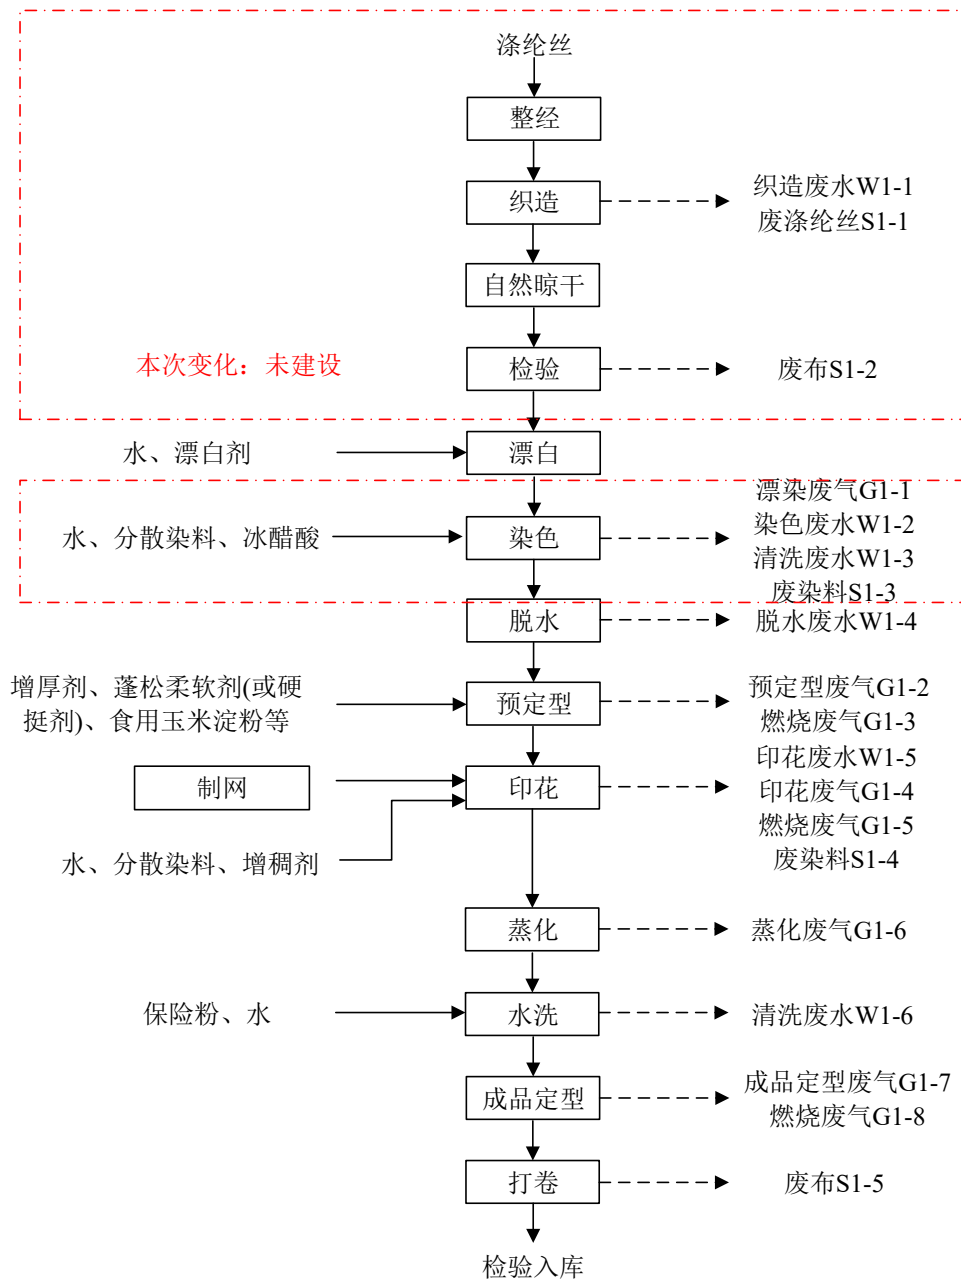 涤纶丝
整经
织造
织造废水W1-1
废涤纶丝S1-1
自然晾干
本次变化：未建设
检验
废布S1-2
水、漂白剂
漂白
水、分散染料、冰醋酸
染色
漂染废气G1-1
染色废水W1-2
清洗废水W1-3
废染料S1-3
脱水
脱水废水W1-4
增厚剂、蓬松柔软剂(或硬
挺剂)、食用玉米淀粉等
预定型
预定型废气G1-2
燃烧废气G1-3
制网
水、分散染料、增稠剂
印花
印花废水W1-5
印花废气G1-4
燃烧废气G1-5
废染料S1-4
蒸化
蒸化废气G1-6
保险粉、水
水洗
清洗废水W1-6
成品定型
成品定型废气G1-7
燃烧废气G1-8
打卷
废布S1-5
检验入库